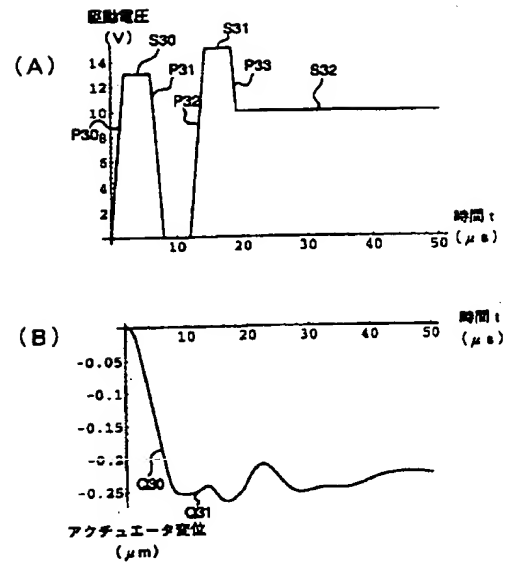 駆動電圧
(V)
(A)
S30
S31
14
P31
P33
S32
12
10
P32
P30
8
6
4
2
時間 t
(μs)
10
20
30
40
50
(B)
時間 t
(μs)
10
20
30
40
50
-0.05
-0.1
-0.15
-0.2
Q30
-0.25
Q31
アクチュエータ変位
(μm)